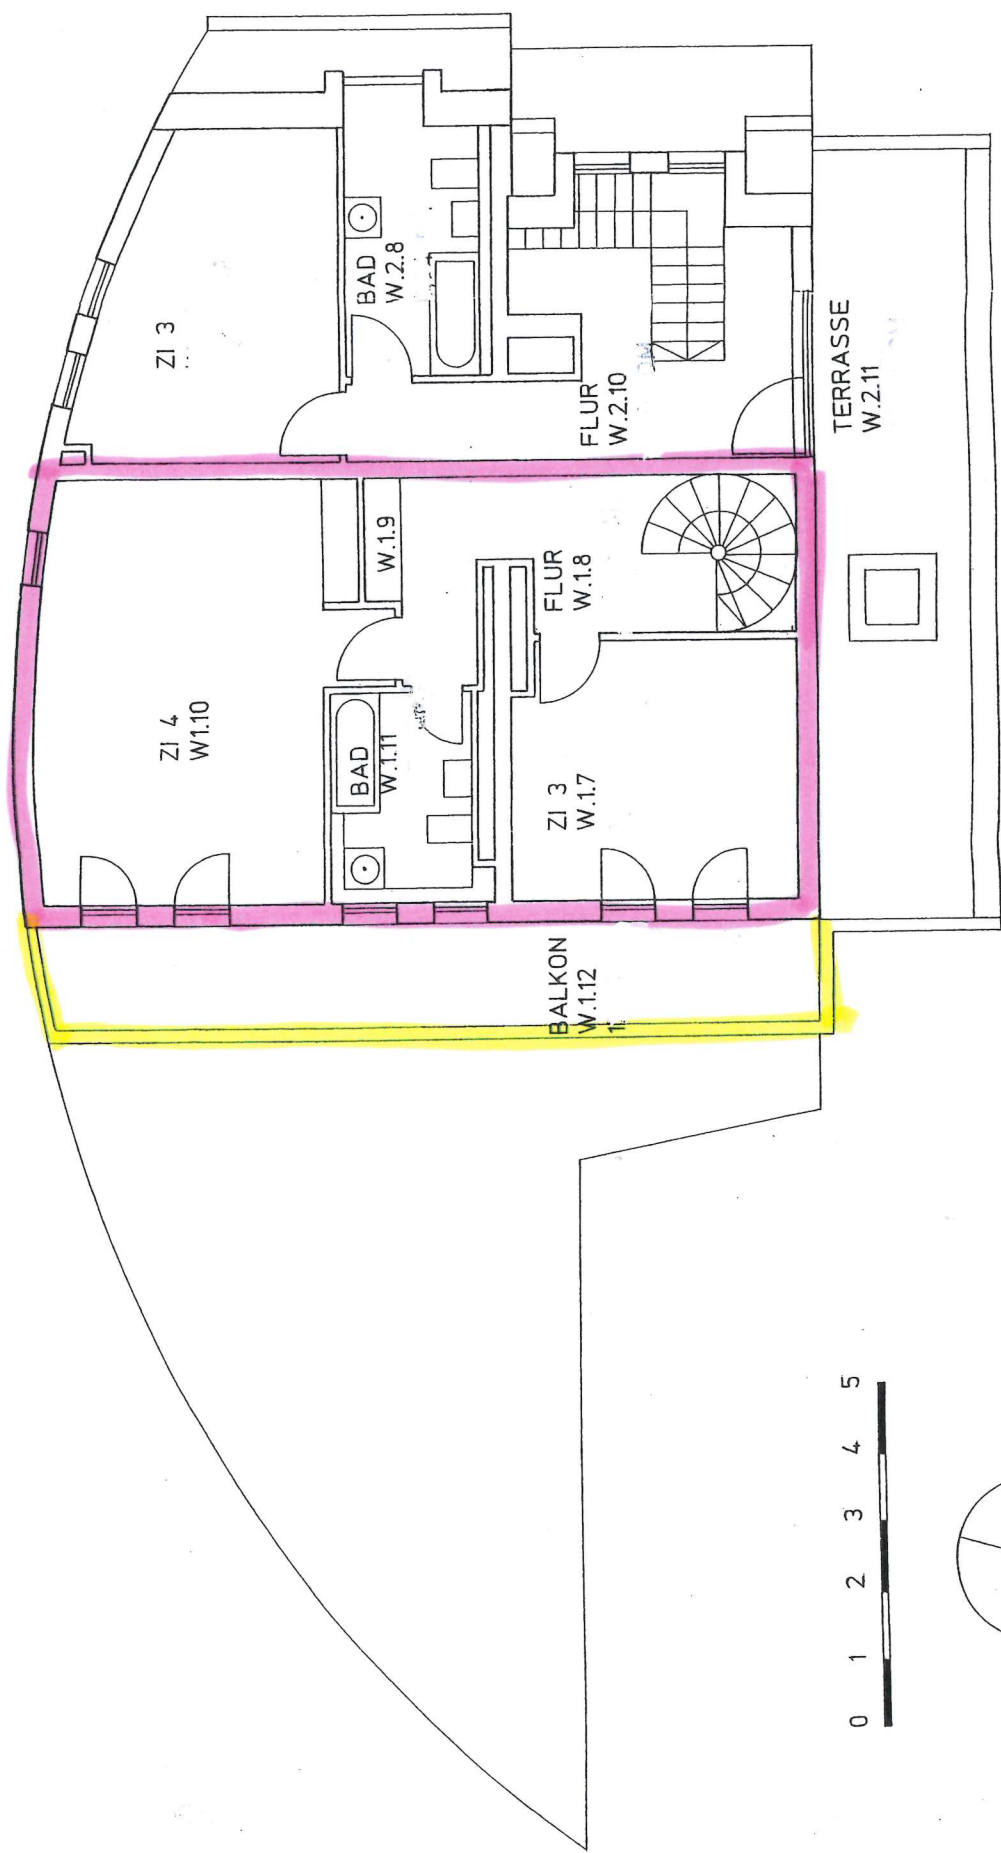 ZI 3
BAD
W.2.8
FLUR
W.2.10
TERRASSE
W.2.11
ZI 4
W1.10
W.1.9
BAD
W.1.11
FLUR
W.1.8
ZI 3
W.1.7
BALKON
W.1.12
0 1 2 3 4 5